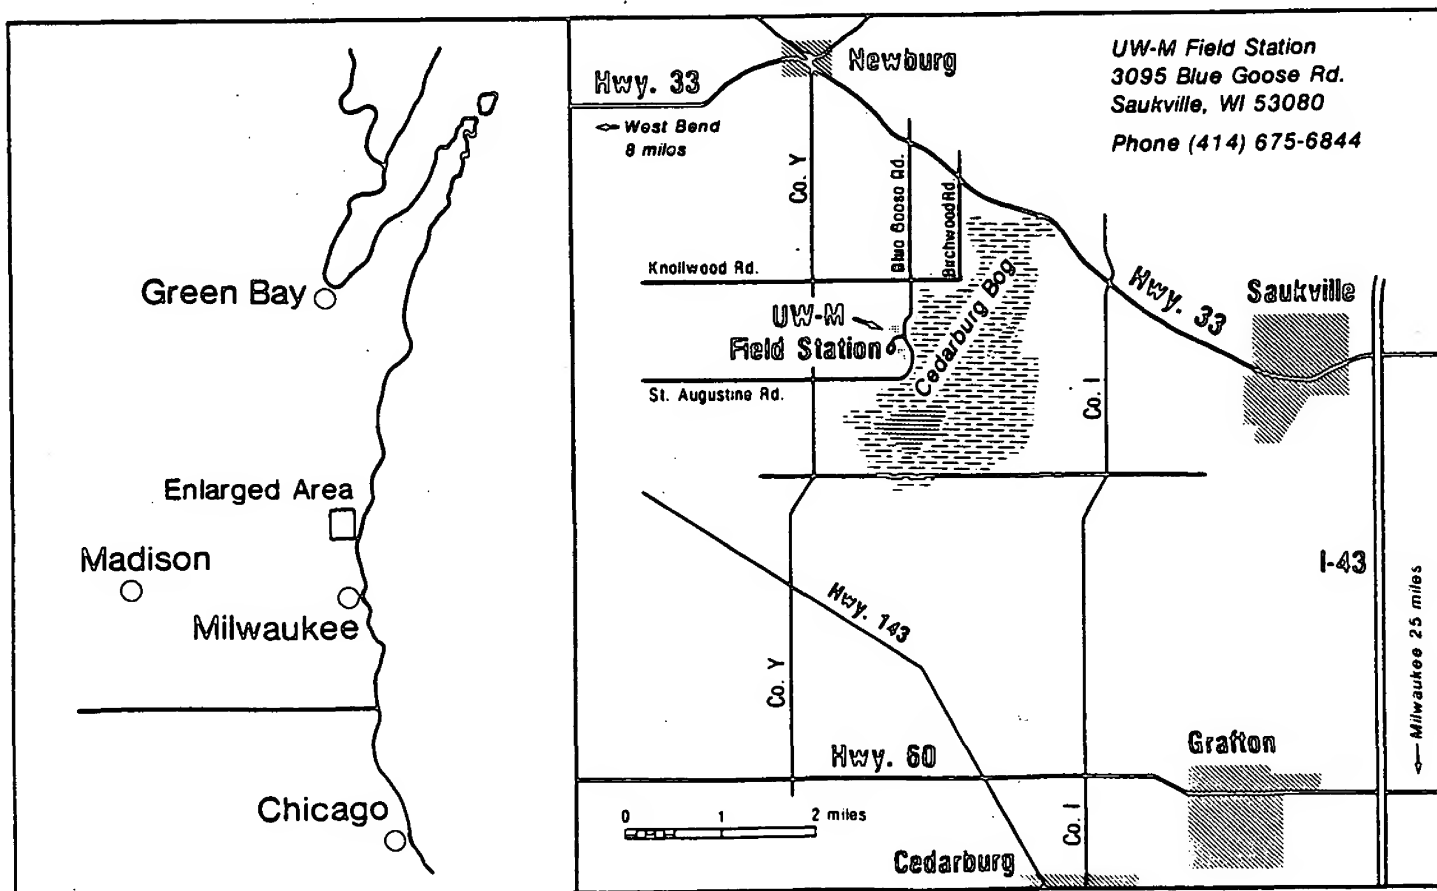 Green Bay
Enlarged Area
Madison
Milwaukee
Chicago
UW-M Field Station
3095 Blue Goose Rd.
Saukville, WI 53080
Phone (414) 675-6844
Newburg
Hwy. 33
West Bend
8 miles
Co. Y
Blue Goose Rd.
Birchwood Rd.
Knollwood Rd.
Cedarburg Bog
UW-M
Field Station
St. Augustine Rd.
Co. I
Hwy. 33
Saukville
I-43
Milwaukee 25 miles
Hwy. 143
Co. Y
Hwy. 60
Grafton
0 1 2 miles
Co. I
Cedarburg